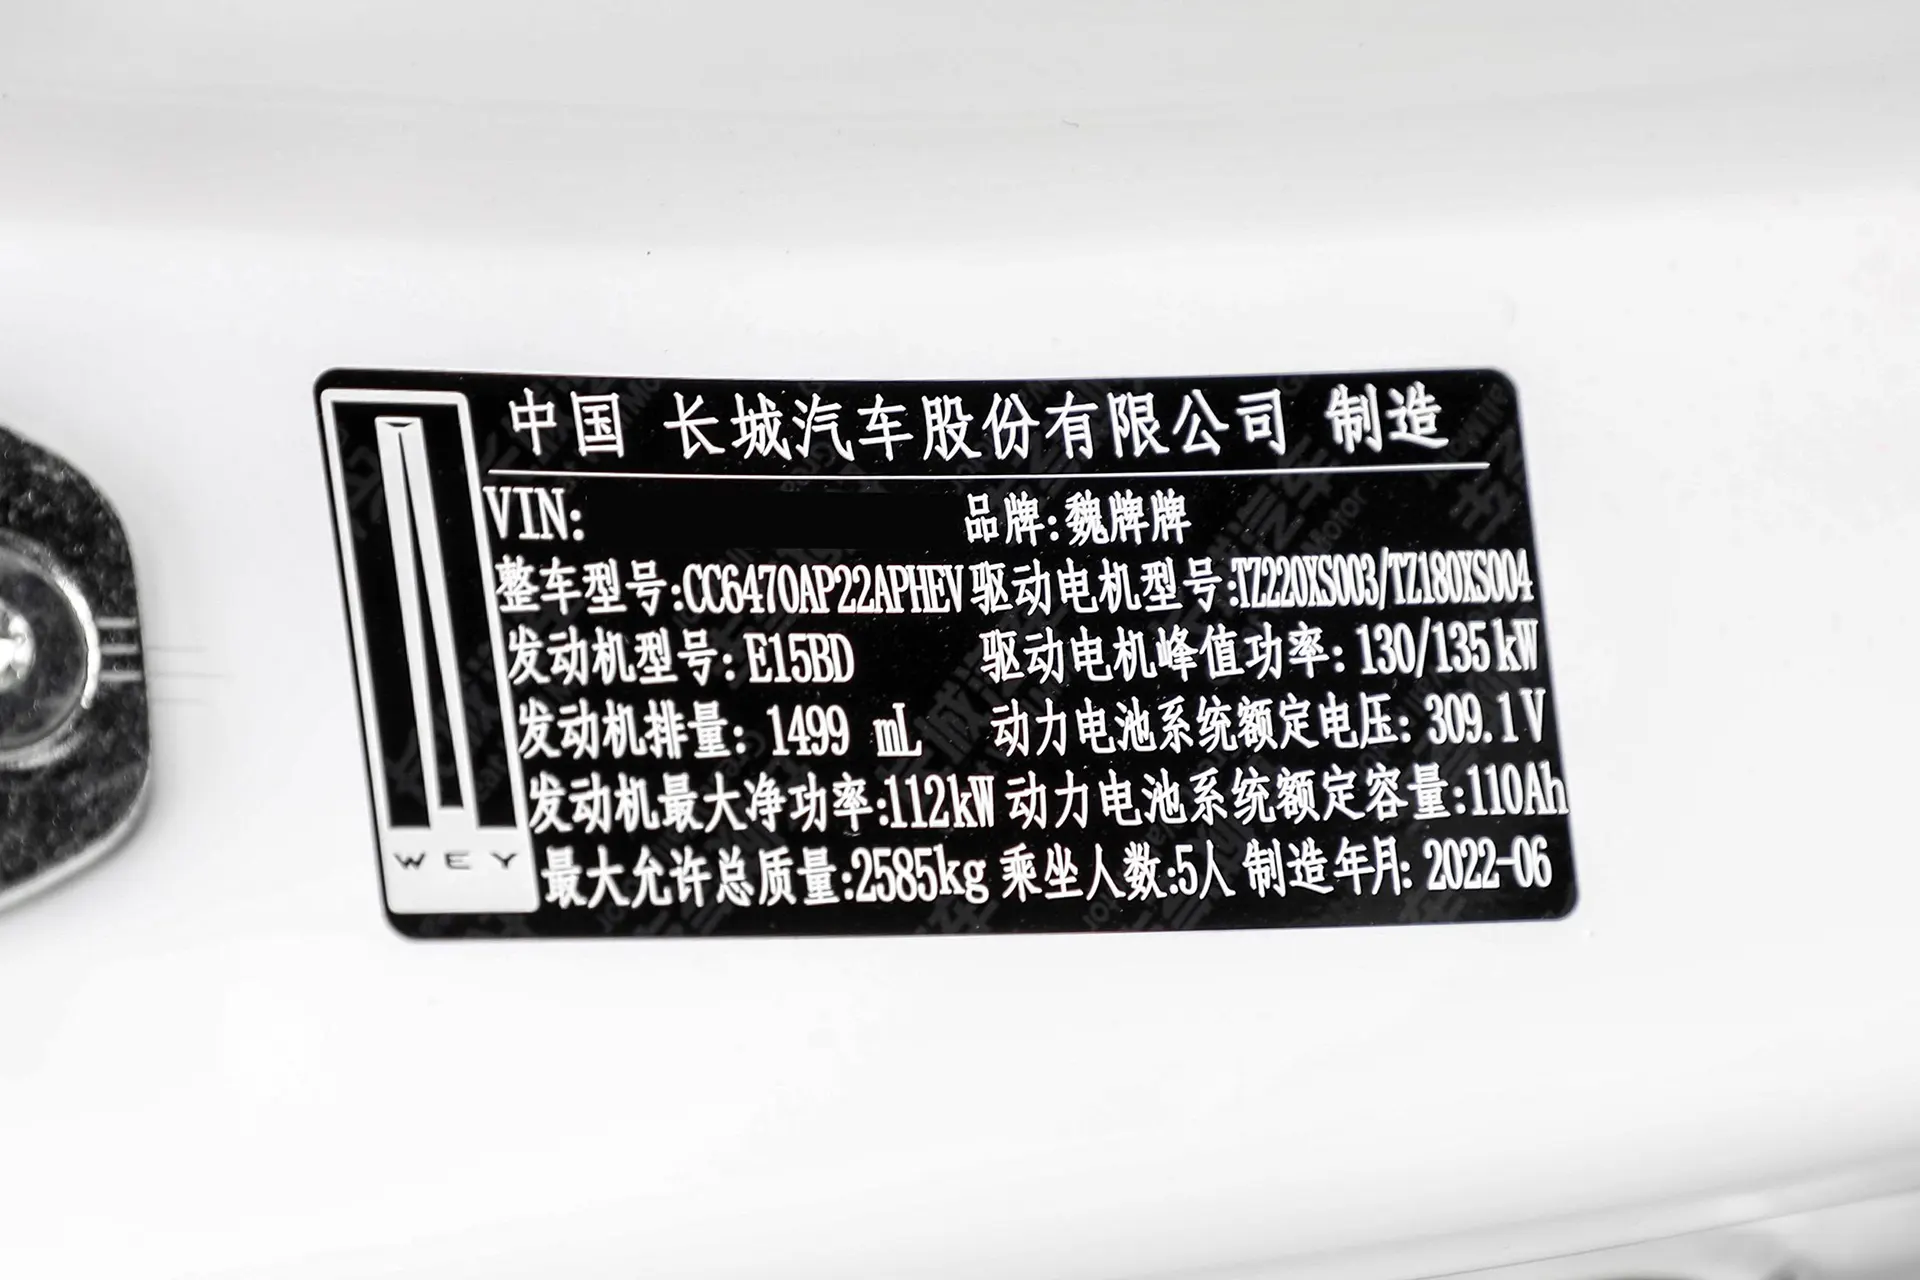 中国 长城汽车股份有限公司 制造
VIN: 品牌:魏牌牌
整车型号:CC6470AP22APHEV 驱动电机型号:TZ220XS003/TZ180XS004
发动机型号:E15BD 驱动电机峰值功率:130/135kW
发动机排量: 1499 mL 动力电池系统额定电压: 309.1V
发动机最大净功率:112kW 动力电池系统额定容量:110Ah
最大允许总质量:2585kg 乘坐人数:5人 制造年月: 2022-06
WEY